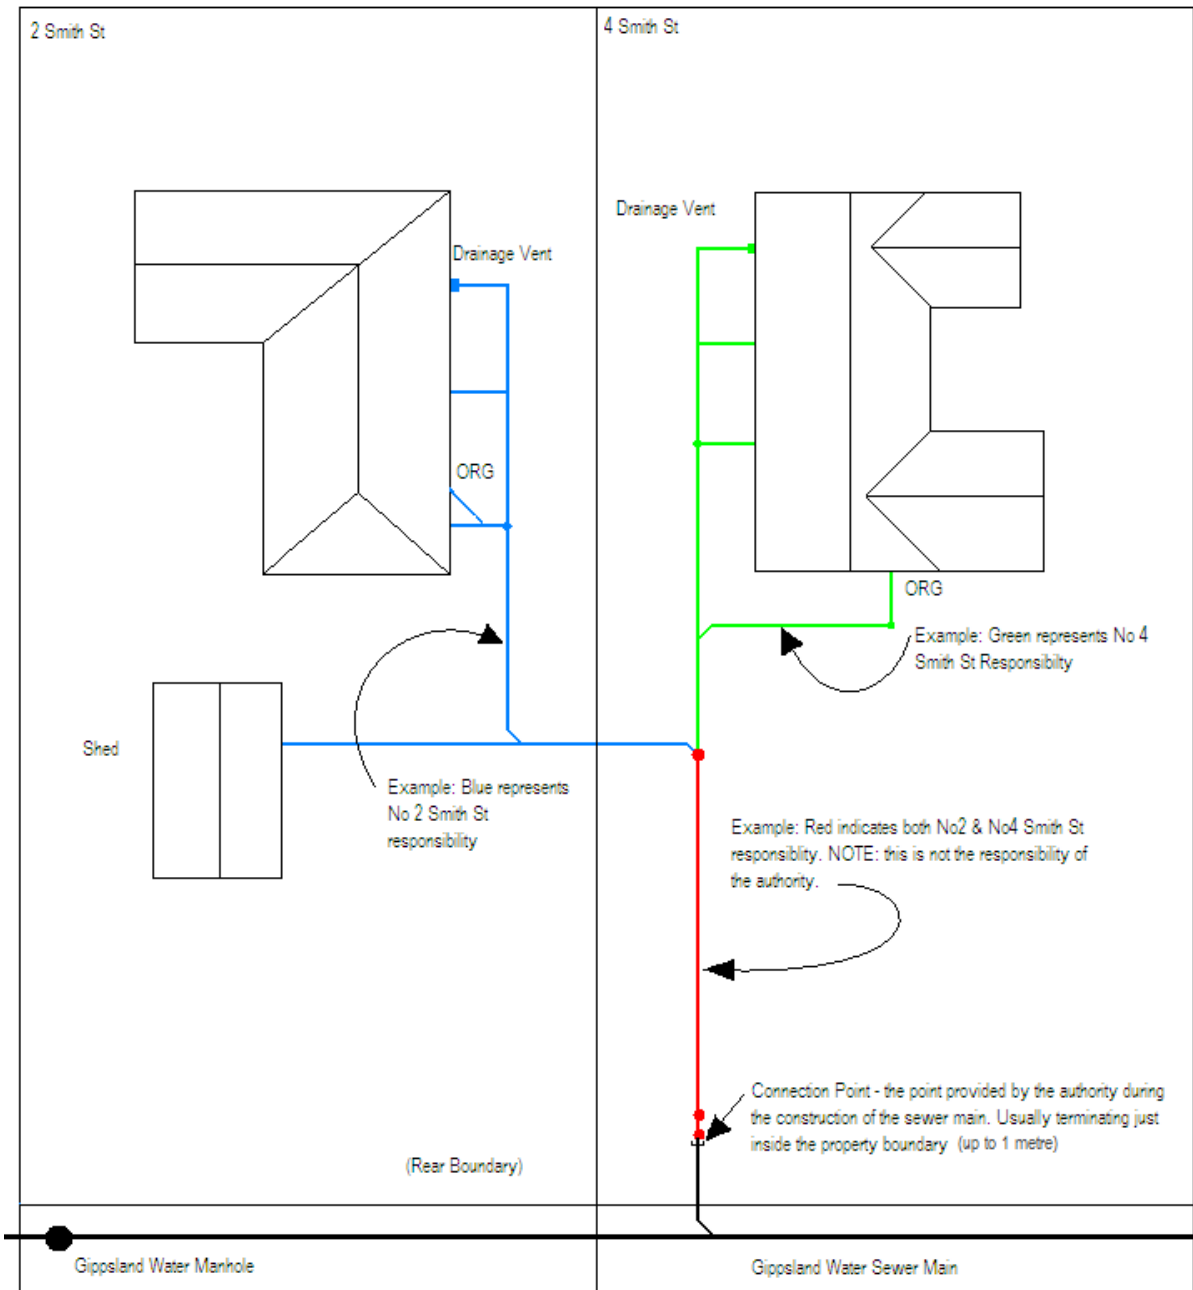 2 Smith St
4 Smith St
Drainage Vent
Drainage Vent
ORG
ORG
Example: Green represents No 4
Smith St Responsibilty
Shed
Example: Blue represents
No 2 Smith St
responsibility
Example: Red indicates both No2 & No4 Smith St
responsiblity. NOTE: this is not the responsibility of
the authority.
Connection Point - the point provided by the authority during
the construction of the sewer main. Usually terminating just
inside the property boundary (up to 1 metre)
(Rear Boundary)
Gippsland Water Manhole
Gippsland Water Sewer Main